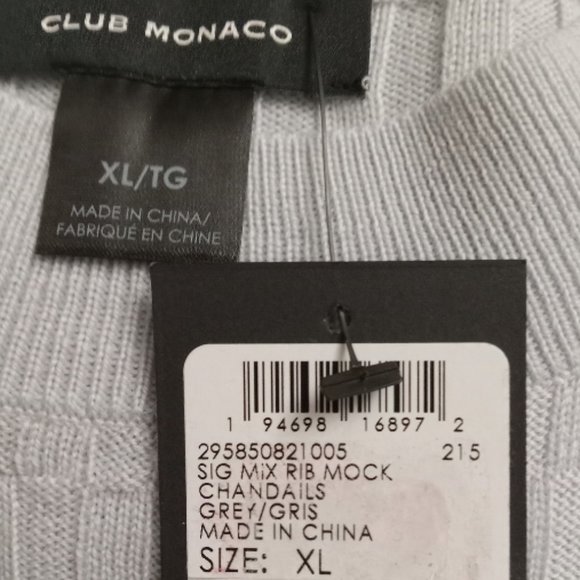 CLUB MONACO
XL/TG
MADE IN CHINA/
FABRIQUÉ EN CHINE
1 94698 16897 2
295850821005 215
SIG MIX RIB MOCK
CHANDAILS
GREY/GRIS
MADE IN CHINA
SIZE: XL